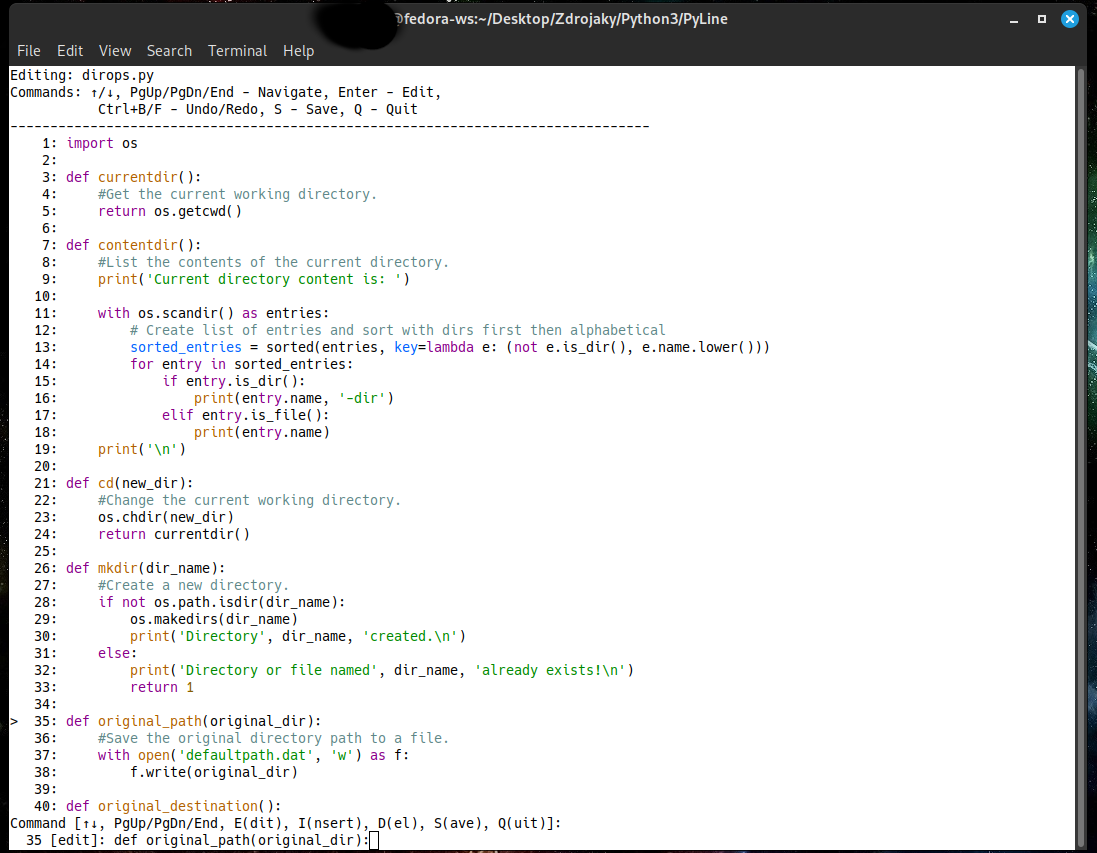 @fedora-ws:~/Desktop/Zdrojaky/Python3/PyLine
File Edit View Search Terminal Help
Editing: dirops.py
Commands: ↑/↓, PgUp/PgDn/End - Navigate, Enter - Edit,
           Ctrl+B/F - Undo/Redo, S - Save, Q - Quit
--------------------------------------------------------------------------------
    1: import os
    2:
    3: def currentdir():
    4:     #Get the current working directory.
    5:     return os.getcwd()
    6:
    7: def contentdir():
    8:     #List the contents of the current directory.
    9:     print('Current directory content is: ')
   10:
   11:     with os.scandir() as entries:
   12:         # Create list of entries and sort with dirs first then alphabetical
   13:         sorted_entries = sorted(entries, key=lambda e: (not e.is_dir(), e.name.lower()))
   14:         for entry in sorted_entries:
   15:             if entry.is_dir():
   16:                 print(entry.name, '-dir')
   17:             elif entry.is_file():
   18:                 print(entry.name)
   19:     print('\n')
   20:
   21: def cd(new_dir):
   22:     #Change the current working directory.
   23:     os.chdir(new_dir)
   24:     return currentdir()
   25:
   26: def mkdir(dir_name):
   27:     #Create a new directory.
   28:     if not os.path.isdir(dir_name):
   29:         os.makedirs(dir_name)
   30:         print('Directory', dir_name, 'created.\n')
   31:     else:
   32:         print('Directory or file named', dir_name, 'already exists!\n')
   33:         return 1
   34:
>  35: def original_path(original_dir):
   36:     #Save the original directory path to a file.
   37:     with open('defaultpath.dat', 'w') as f:
   38:         f.write(original_dir)
   39:
   40: def original_destination():
Command [↑↓, PgUp/PgDn/End, E(dit), I(nsert), D(el), S(ave), Q(uit)]:
  35 [edit]: def original_path(original_dir):